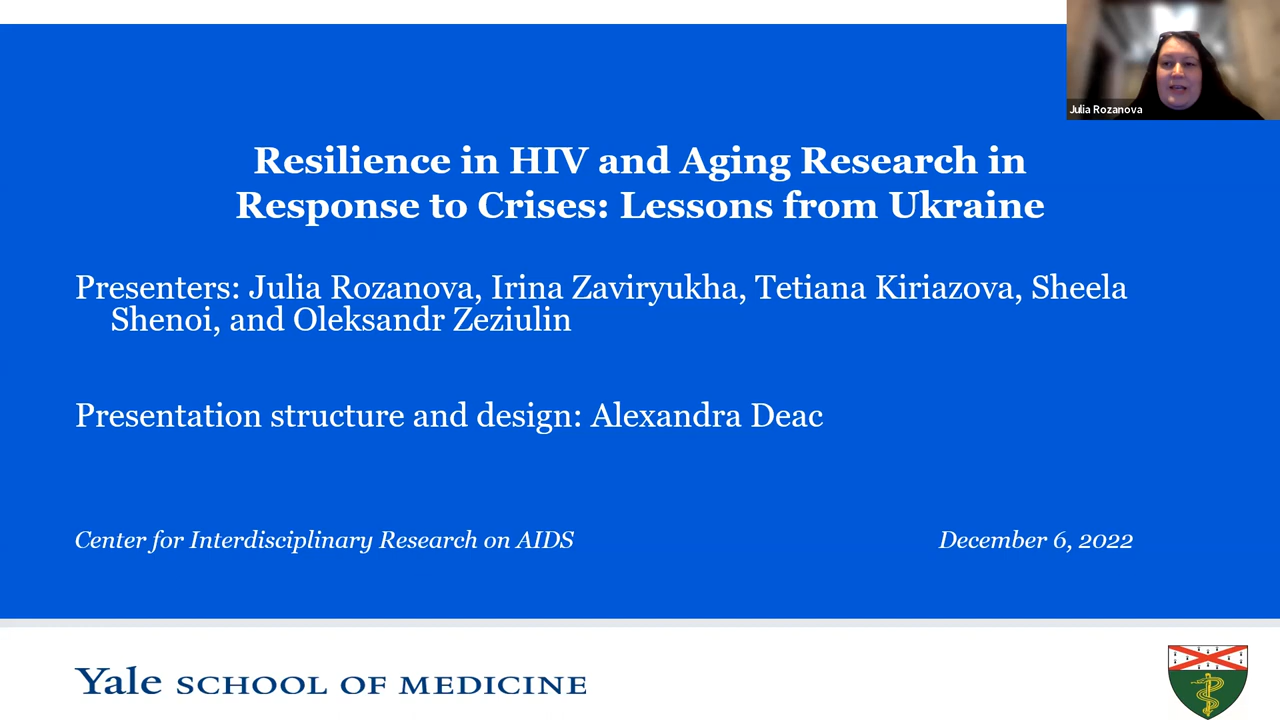 Julia Rozanova
Resilience in HIV and Aging Research in
Response to Crises: Lessons from Ukraine
Presenters: Julia Rozanova, Irina Zaviryukha, Tetiana Kiriazova, Sheela
Shenoi, and Oleksandr Zeziulin
Presentation structure and design: Alexandra Deac
Center for Interdisciplinary Research on AIDS
December 6, 2022
Yale SCHOOL OF MEDICINE